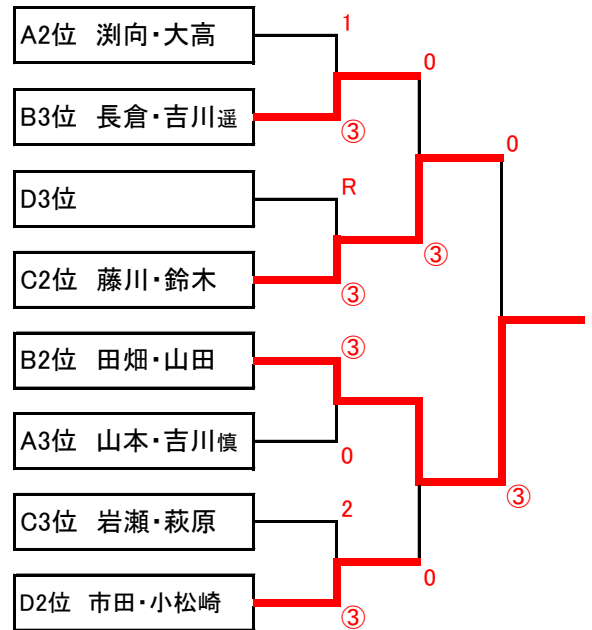 A2位 渕向・大高
1
0
B3位 長倉・吉川遥
③
0
D3位
R
C2位 藤川・鈴木
③
③
B2位 田畑・山田
③
A3位 山本・吉川慎
0
③
C3位 岩瀬・萩原
2
0
D2位 市田・小松崎
③